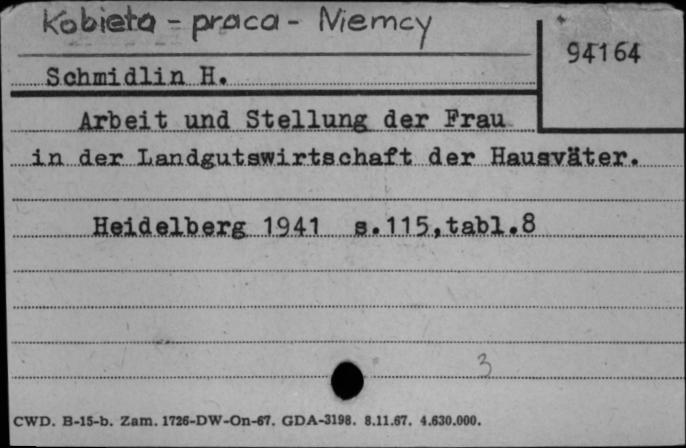 Kobieta - praca - Niemcy
94164
Schmidlin H.
Arbeit und Stellung der Frau
in der Landgutswirtschaft der Hausväter.
Heidelberg 1941 s.115,tabl.8
3
CWD. B-15-b. Zam. 1726-DW-On-67. GDA-3198. 8.11.67. 4.630.000.